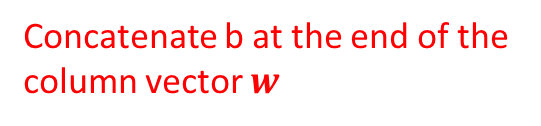 Concatenate b at the end of the
column vector w